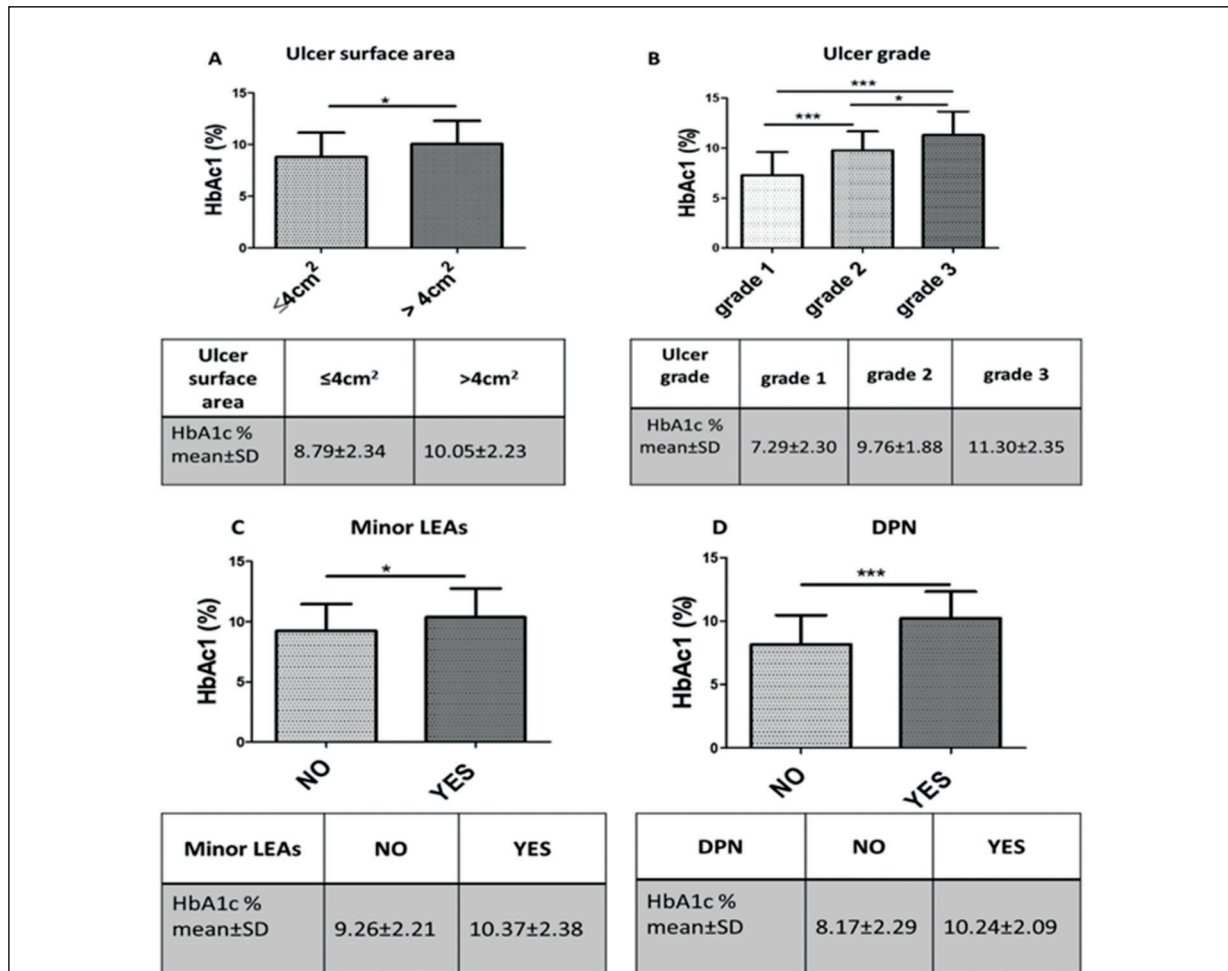 A Ulcer surface area
*
HbAc1 (%)
15
10
5
0
≤4cm²
> 4cm²
Ulcer surface area ≤4cm² >4cm²
HbA1c % mean±SD 8.79±2.34 10.05±2.23
B Ulcer grade
***
***
*
HbAc1 (%)
15
10
5
0
grade 1
grade 2
grade 3
Ulcer grade grade 1 grade 2 grade 3
HbA1c % mean±SD 7.29±2.30 9.76±1.88 11.30±2.35
C Minor LEAs
*
HbAc1 (%)
15
10
5
0
NO
YES
Minor LEAs NO YES
HbA1c % mean±SD 9.26±2.21 10.37±2.38
D DPN
***
HbAc1 (%)
15
10
5
0
NO
YES
DPN NO YES
HbA1c % mean±SD 8.17±2.29 10.24±2.09